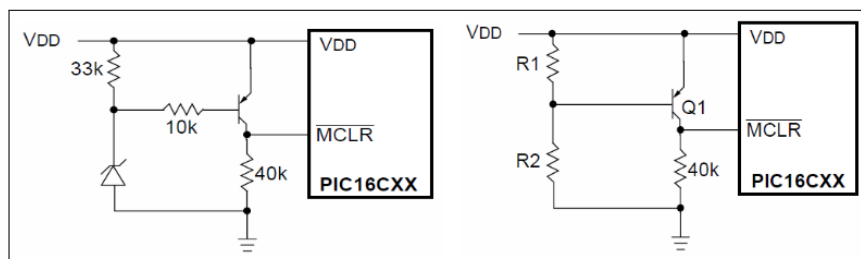 VDD
33k
10k
40k
VDD
MCLR
PIC16CXX
VDD
R1
R2
Q1
40k
VDD
MCLR
PIC16CXX